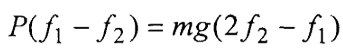 P(f₁ − f₂) = mg(2f₂ − f₁)